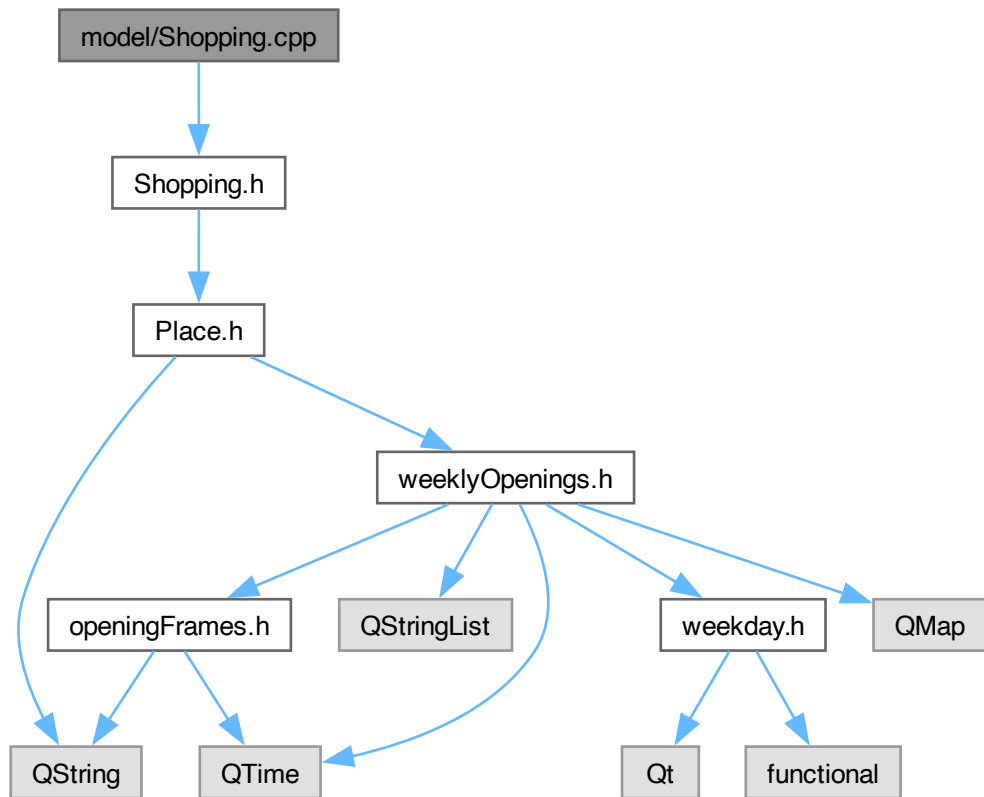 model/Shopping.cpp
Shopping.h
Place.h
weeklyOpenings.h
openingFrames.h
QStringList
weekday.h
QMap
QString
QTime
Qt
functional